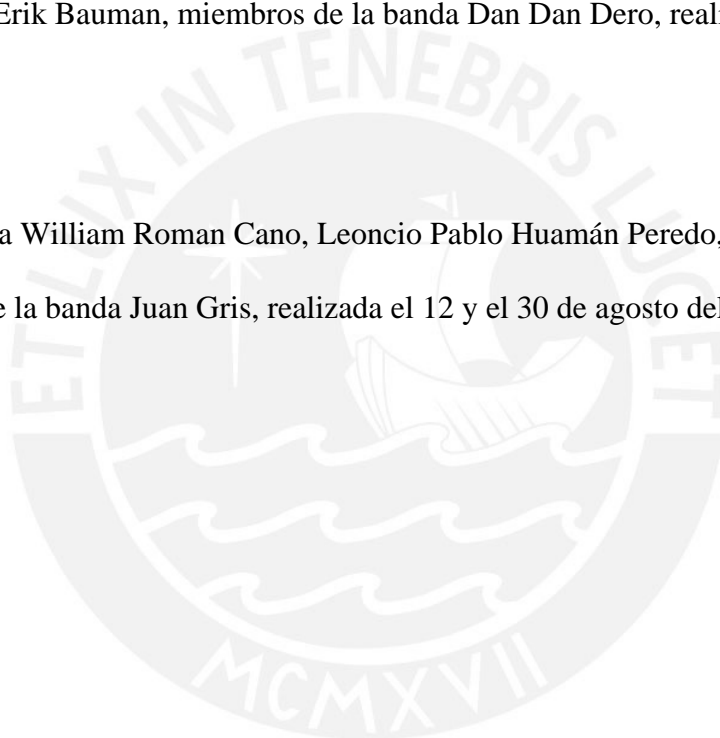 Erik Bauman, miembros de la banda Dan Dan Dero, reali
a William Roman Cano, Leoncio Pablo Huamán Peredo,
e la banda Juan Gris, realizada el 12 y el 30 de agosto del
ET LUX IN TENEBRIS LUCET
MCMXVII